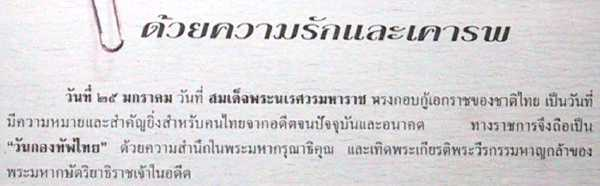 ด้วยความรักและเคารพ
วันที่ ๒๕ มกราคม วันที่ สมเด็จพระนเรศวรมหาราช ทรงกอบกู้เอกราชของชาติไทย เป็นวันที่
มีความหมายและสำคัญยิ่งสำหรับคนไทยจากอดีตจนปัจจุบันและอนาคต ทางราชการจึงถือเป็น
“วันกองทัพไทย” ด้วยความสำนึกในพระมหากรุณาธิคุณ และเทิดพระเกียรติพระวีรกรรมหาญกล้าของ
พระมหากษัตริยาธิราชเจ้าในอดีต